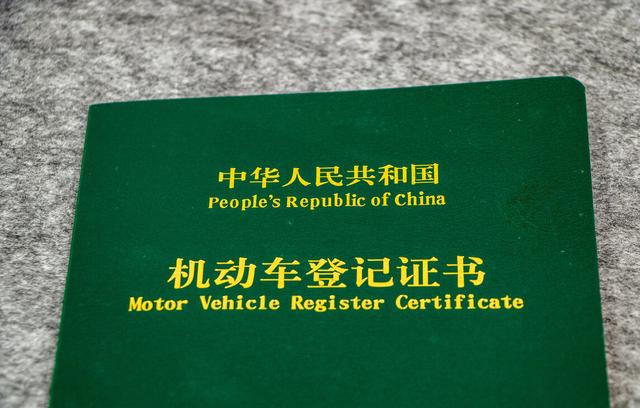 中华人民共和国
People's Republic of China
机动车登记证书
Motor Vehicle Register Certificate